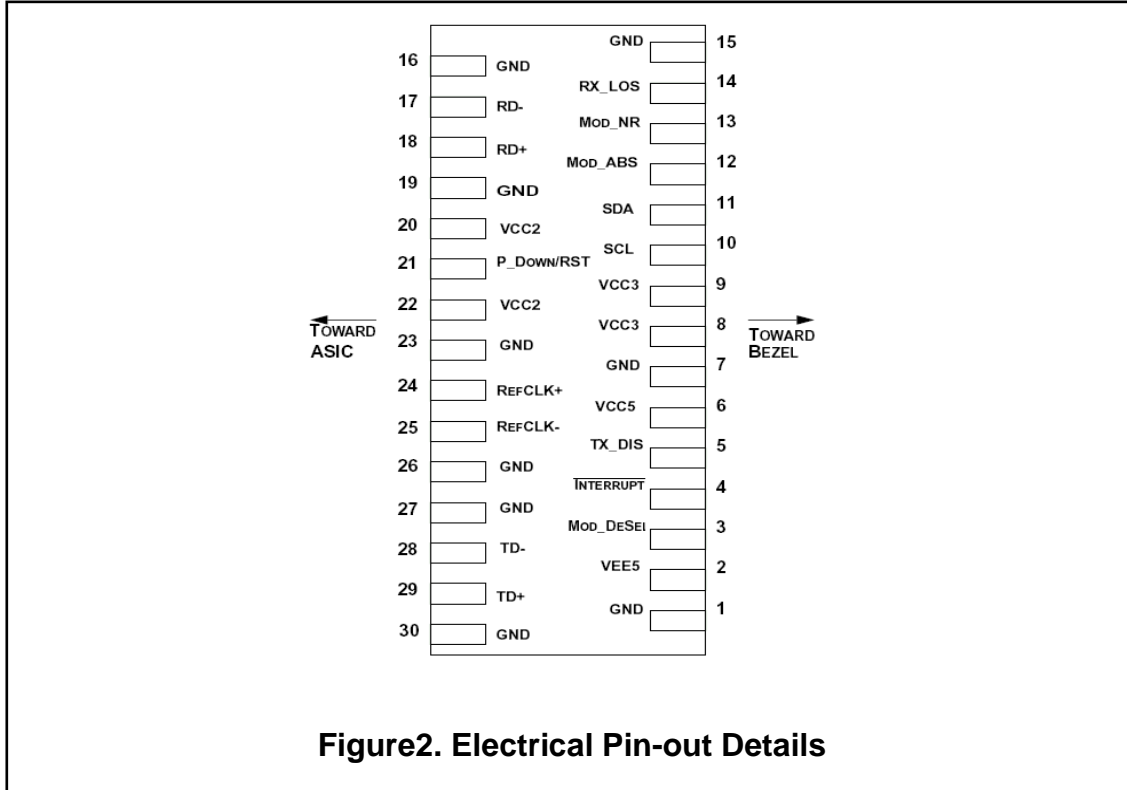 15 GND
16 GND
14 RX_LOS
17 RD-
13 MOD_NR
18 RD+
12 MOD_ABS
19 GND
11 SDA
20 VCC2
10 SCL
21 P_DOWN/RST
9 VCC3
22 VCC2
8 VCC3
TOWARD
ASIC
TOWARD
BEZEL
23 GND
7 GND
24 REFCLK+
6 VCC5
25 REFCLK-
5 TX_DIS
26 GND
4 INTERRUPT
27 GND
3 MOD_DESEL
28 TD-
2 VEE5
29 TD+
1 GND
30 GND
Figure2. Electrical Pin-out Details